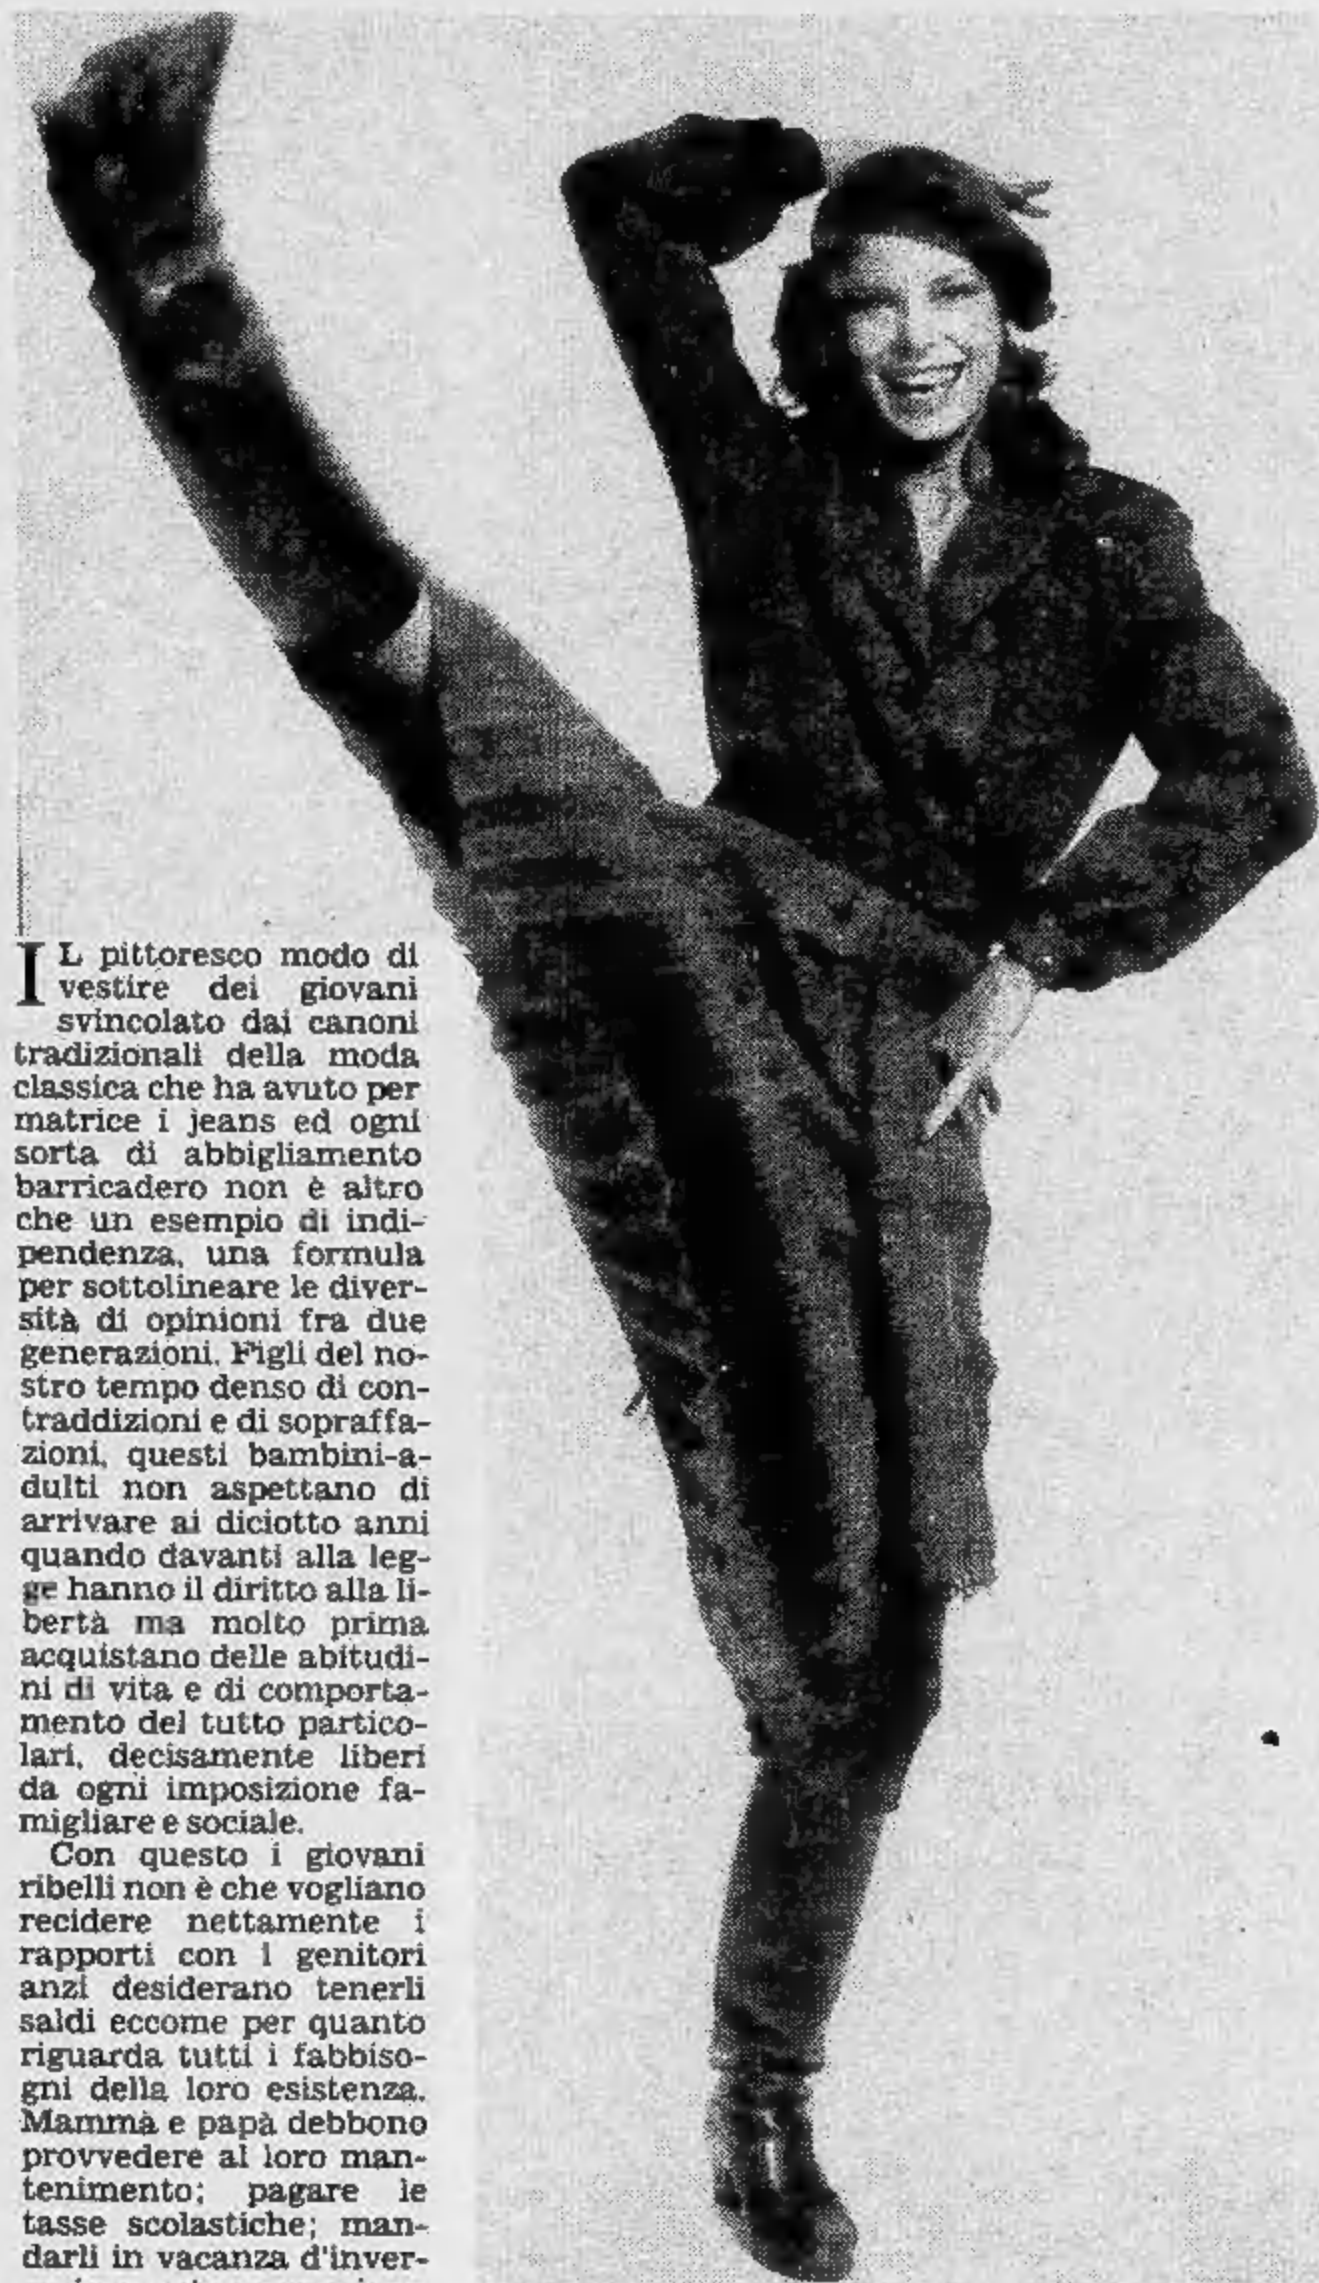 IL pittoresco modo di
vestire dei giovani
svincolato dai canoni
tradizionali della moda
classica che ha avuto per
matrice i jeans ed ogni
sorta di abbigliamento
barricadero non è altro
che un esempio di indi-
pendenza, una formula
per sottolineare le diver-
sità di opinioni fra due
generazioni. Figli del no-
stro tempo denso di con-
traddizioni e di sopraffa-
zioni, questi bambini-a-
dulti non aspettano di
arrivare ai diciotto anni
quando davanti alla leg-
ge hanno il diritto alla li-
bertà ma molto prima
acquistano delle abitudi-
ni di vita e di comporta-
mento del tutto partico-
lari, decisamente liberi
da ogni imposizione fa-
migliare e sociale.
Con questo i giovani
ribelli non è che vogliano
recidere nettamente i
rapporti con i genitori
anzi desiderano tenerli
saldi eccome per quanto
riguarda tutti i fabbiso-
gni della loro esistenza.
Mamma e papà debbono
provvedere al loro man-
tenimento; pagare le
tasse scolastiche; man-
darli in vacanza d'inver-